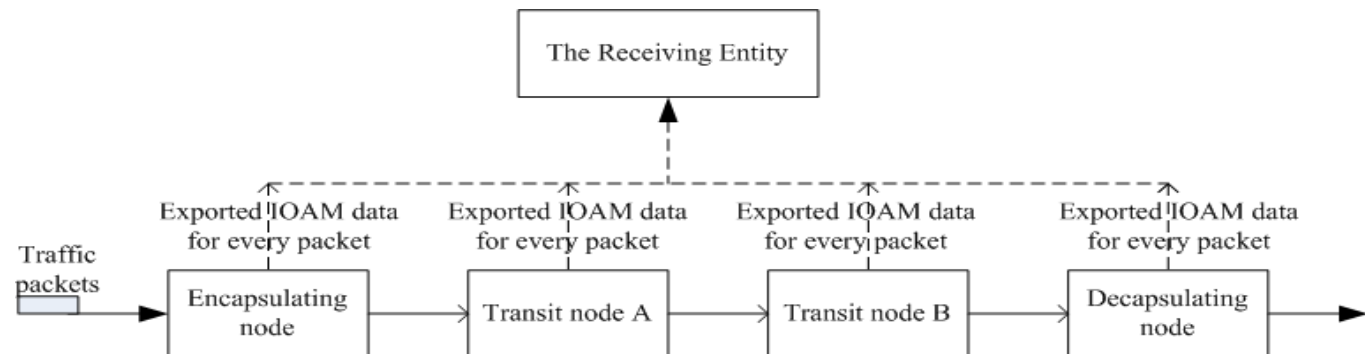 The Receiving Entity
Exported IOAM data
for every packet
Exported IOAM data
for every packet
Exported IOAM data
for every packet
Exported IOAM data
for every packet
Traffic
packets
Encapsulating
node
Transit node A
Transit node B
Decapsulating
node